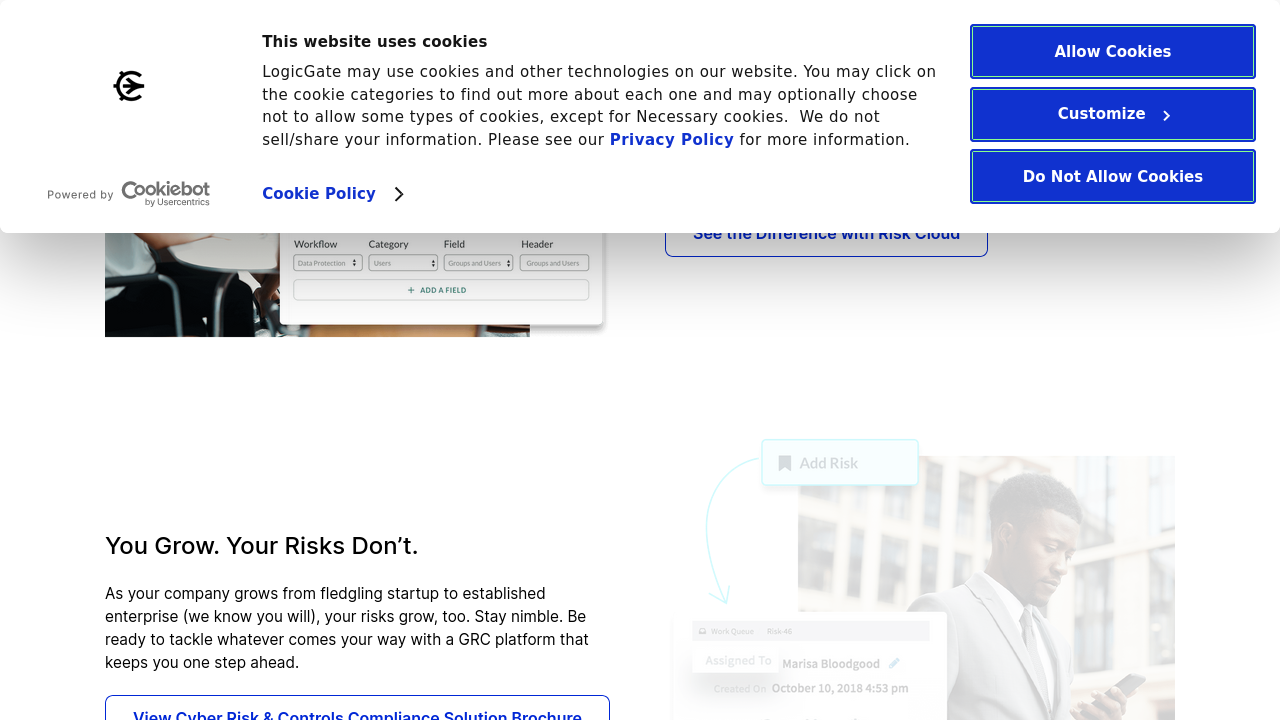 This website uses cookies
LogicGate may use cookies and other technologies on our website. You may click on
the cookie categories to find out more about each one and may optionally choose
not to allow some types of cookies, except for Necessary cookies.  We do not
sell/share your information. Please see our Privacy Policy for more information.
Cookie Policy
Powered by Cookiebot
by Usercentrics
Allow Cookies
Customize
Do Not Allow Cookies
See the Difference with Risk Cloud
Workflow Category Field Header
Data Protection Users Groups and Users Groups and Users
+ ADD A FIELD
You Grow. Your Risks Don’t.
As your company grows from fledgling startup to established
enterprise (we know you will), your risks grow, too. Stay nimble. Be
ready to tackle whatever comes your way with a GRC platform that
keeps you one step ahead.
View Cyber Risk & Controls Compliance Solution Brochure
Add Risk
Work Queue Risk-46
Assigned To Marisa Bloodgood
Created On October 10, 2018 4:53 pm